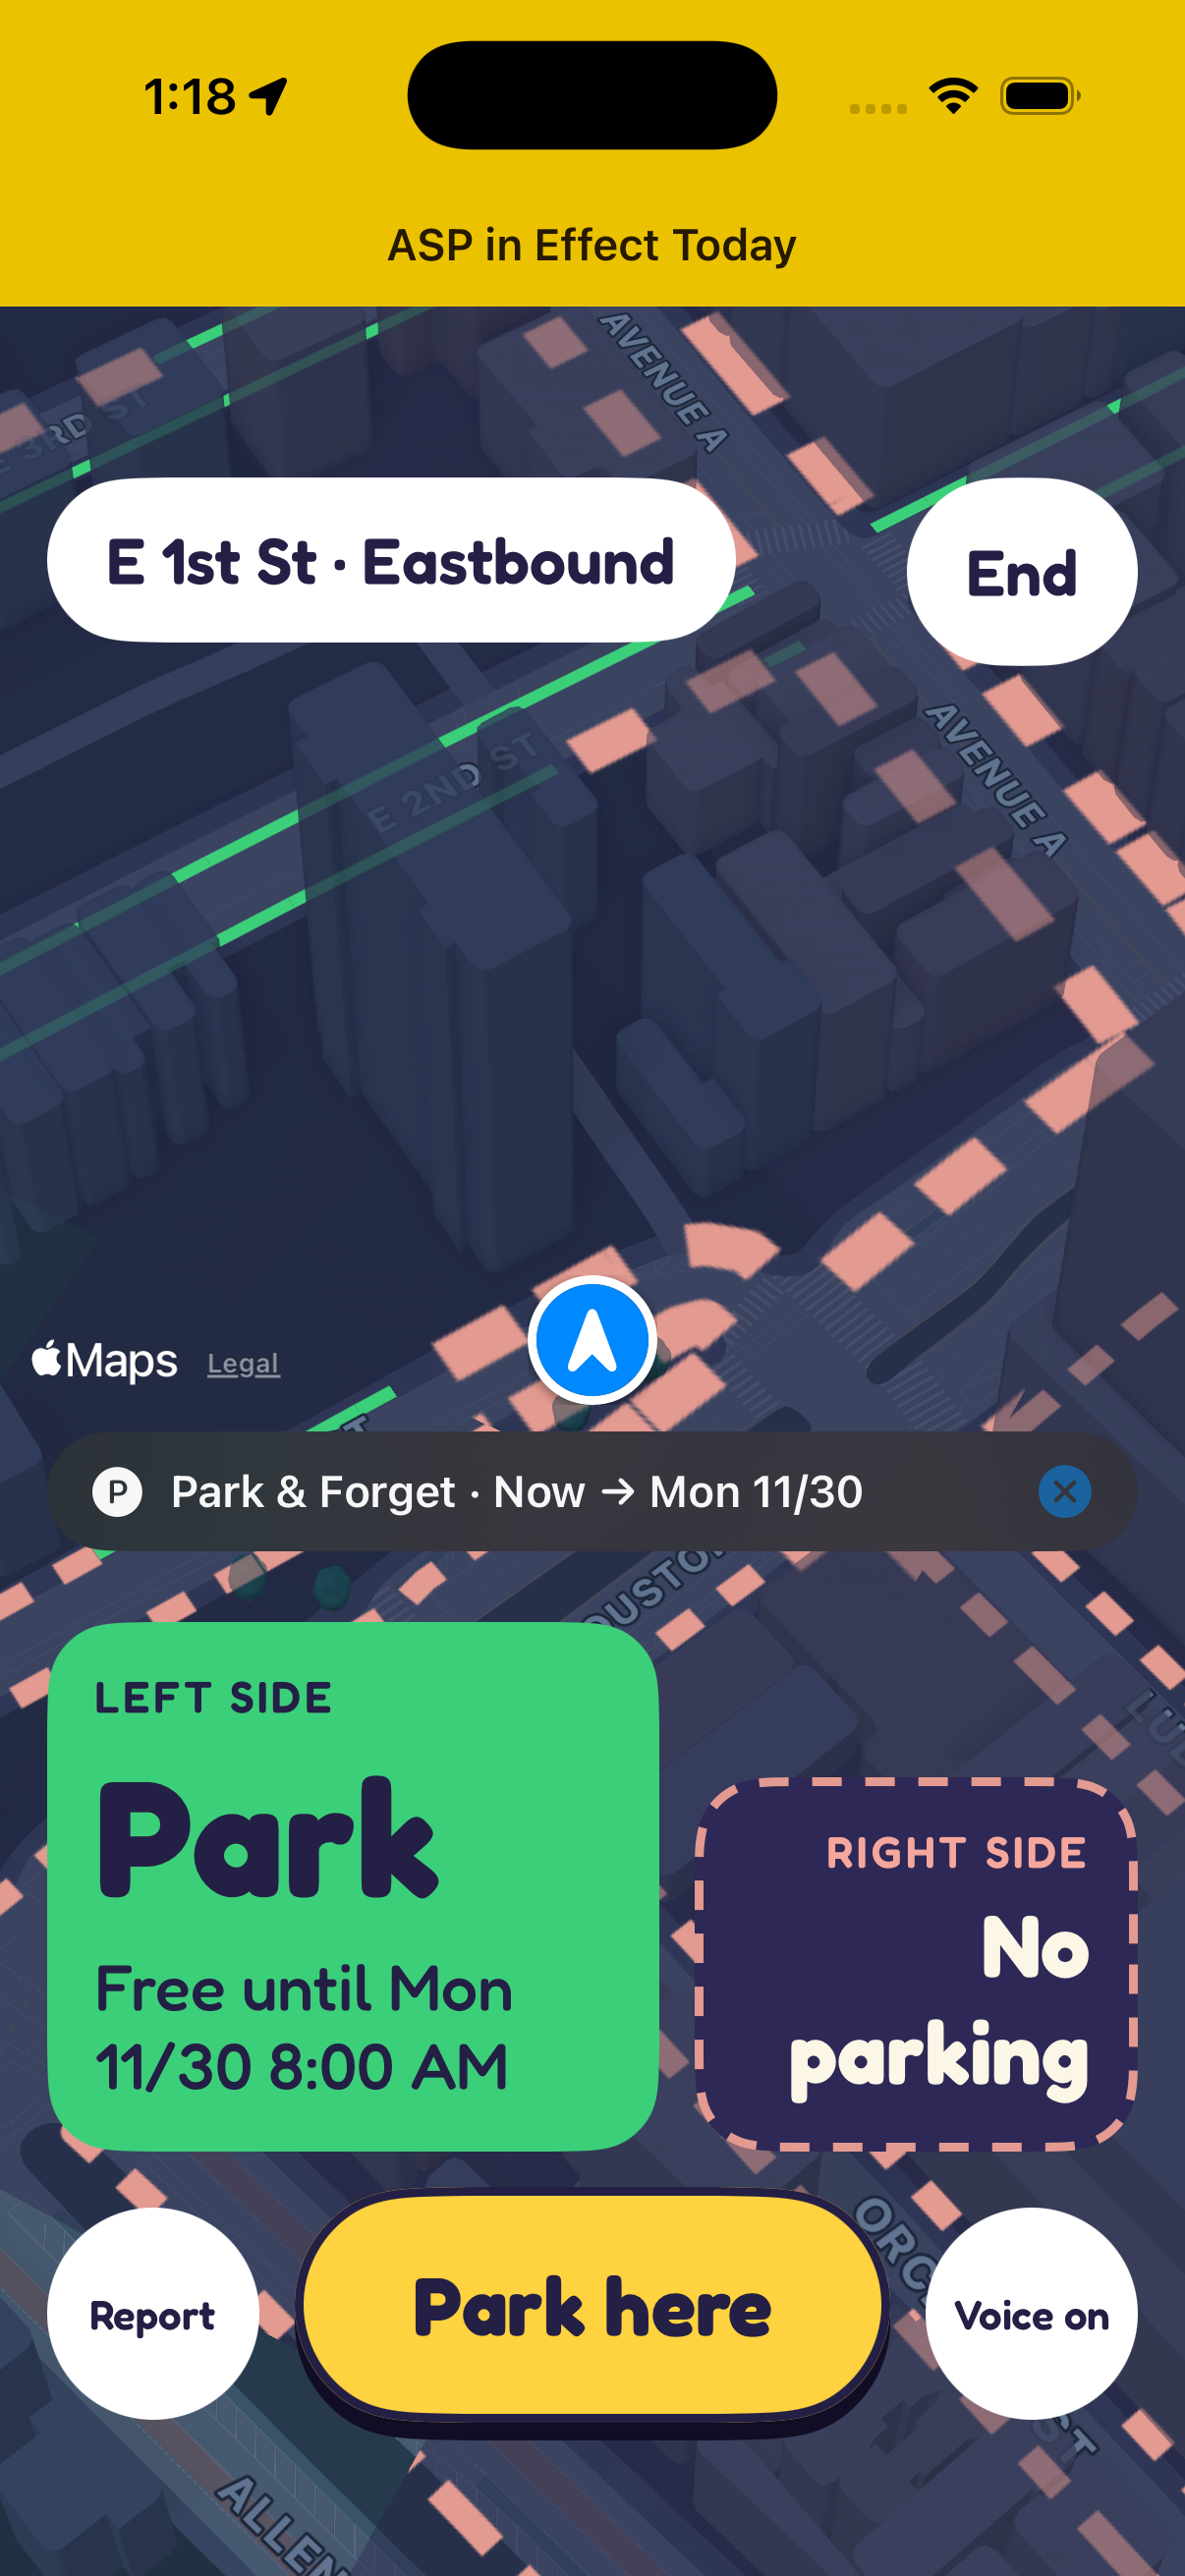 1:18
ASP in Effect Today
AVENUE A
E 3RD ST
E 1st St · Eastbound
End
E 2ND ST
AVENUE A
Maps Legal
P Park & Forget · Now → Mon 11/30
LEFT SIDE
Park
Free until Mon
11/30 8:00 AM
RIGHT SIDE
No
parking
Report
Park here
Voice on
ALLEN